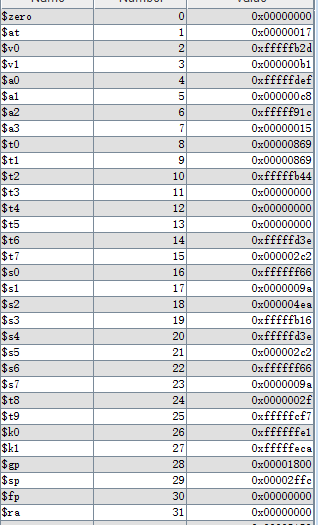 Name Number Value
$zero 0 0x00000000
$at 1 0x00000017
$v0 2 0xfffffb2d
$v1 3 0x000000b1
$a0 4 0xfffffdef
$a1 5 0x000000c8
$a2 6 0xfffff91c
$a3 7 0x00000015
$t0 8 0x00000869
$t1 9 0x00000869
$t2 10 0xfffffb44
$t3 11 0x00000000
$t4 12 0x00000000
$t5 13 0x00000000
$t6 14 0xfffffd3e
$t7 15 0x000002c2
$s0 16 0xffffff66
$s1 17 0x0000009a
$s2 18 0x000004ea
$s3 19 0xfffffb16
$s4 20 0xfffffd3e
$s5 21 0x000002c2
$s6 22 0xffffff66
$s7 23 0x0000009a
$t8 24 0x0000002f
$t9 25 0xfffffcf7
$k0 26 0xffffffe1
$k1 27 0xfffffeca
$gp 28 0x00001800
$sp 29 0x00002ffc
$fp 30 0x00000000
$ra 31 0x00000000